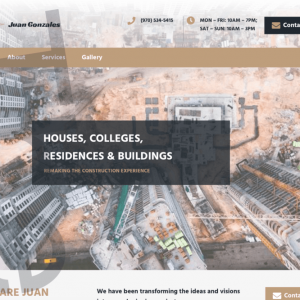 Juan Gonzales
(970) 524-5415
MON - FRI: 10AM - 7PM;
SAT - SUN: 10AM - 3PM
Conta
About Services Gallery
HOUSES, COLLEGES,
RESIDENCES & BUILDINGS
REMAKING THE CONSTRUCTION EXPERIENCE
ARE JUAN
We have been transforming the ideas and visions
Conta